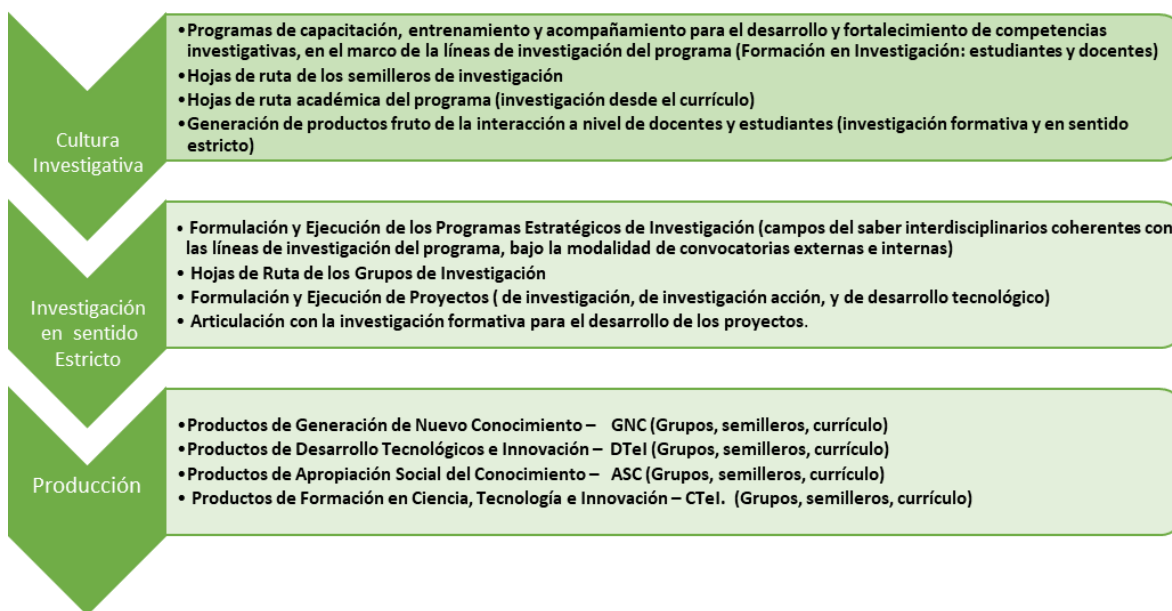 •Programas de capacitación, entrenamiento y acompañamiento para el desarrollo y fortalecimiento de competencias
investigativas, en el marco de la líneas de investigación del programa (Formación en Investigación: estudiantes y docentes)
•Hojas de ruta de los semilleros de investigación
•Hojas de ruta académica del programa (investigación desde el currículo)
•Generación de productos fruto de la interacción a nivel de docentes y estudiantes (investigación formativa y en sentido
estricto)
Cultura
Investigativa
• Formulación y Ejecución de los Programas Estratégicos de Investigación (campos del saber interdisciplinarios coherentes con
las líneas de investigación del programa, bajo la modalidad de convocatorias externas e internas)
• Hojas de Ruta de los Grupos de Investigación
• Formulación y Ejecución de Proyectos ( de investigación, de investigación acción, y de desarrollo tecnológico)
• Articulación con la investigación formativa para el desarrollo de los proyectos.
Investigación
en sentido
Estricto
•Productos de Generación de Nuevo Conocimiento – GNC (Grupos, semilleros, currículo)
•Productos de Desarrollo Tecnológicos e Innovación – DTeI (Grupos, semilleros, currículo)
•Productos de Apropiación Social del Conocimiento – ASC (Grupos, semilleros, currículo)
• Productos de Formación en Ciencia, Tecnología e Innovación – CTeI. (Grupos, semilleros, currículo)
Producción